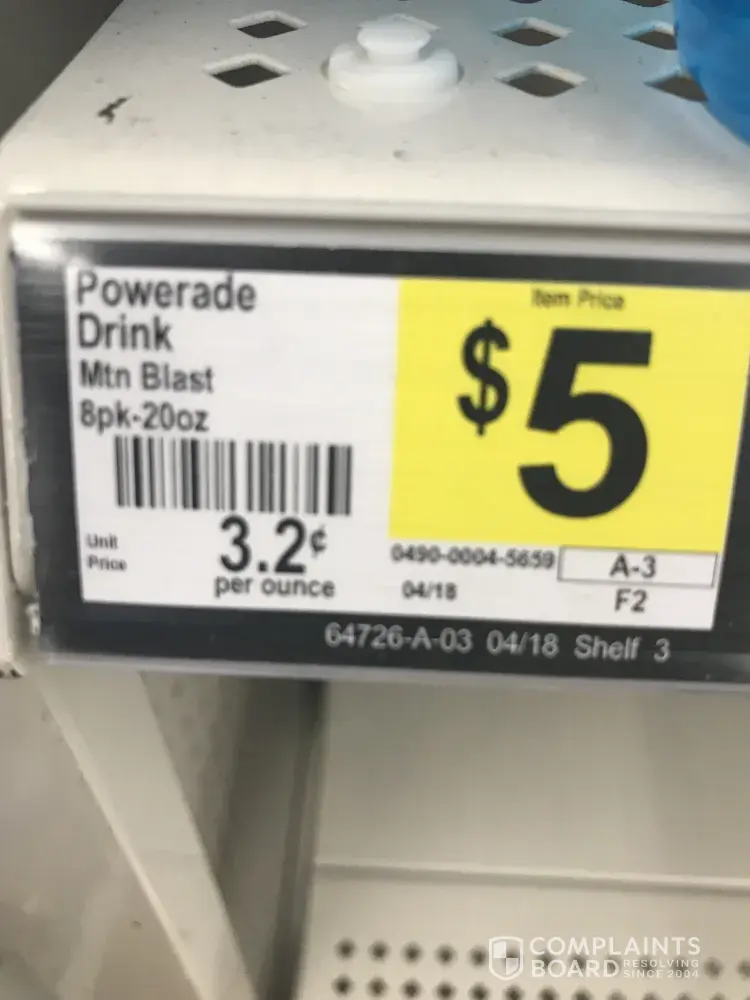 Powerade
Drink
Mtn Blast
8pk-20oz
Unit
Price
3.2¢
per ounce
Item Price
$5
0490-0004-5659
A-3
04/18
F2
64726-A-03 04/18 Shelf 3
COMPLAINTS
BOARD RESOLVING
SINCE 2004